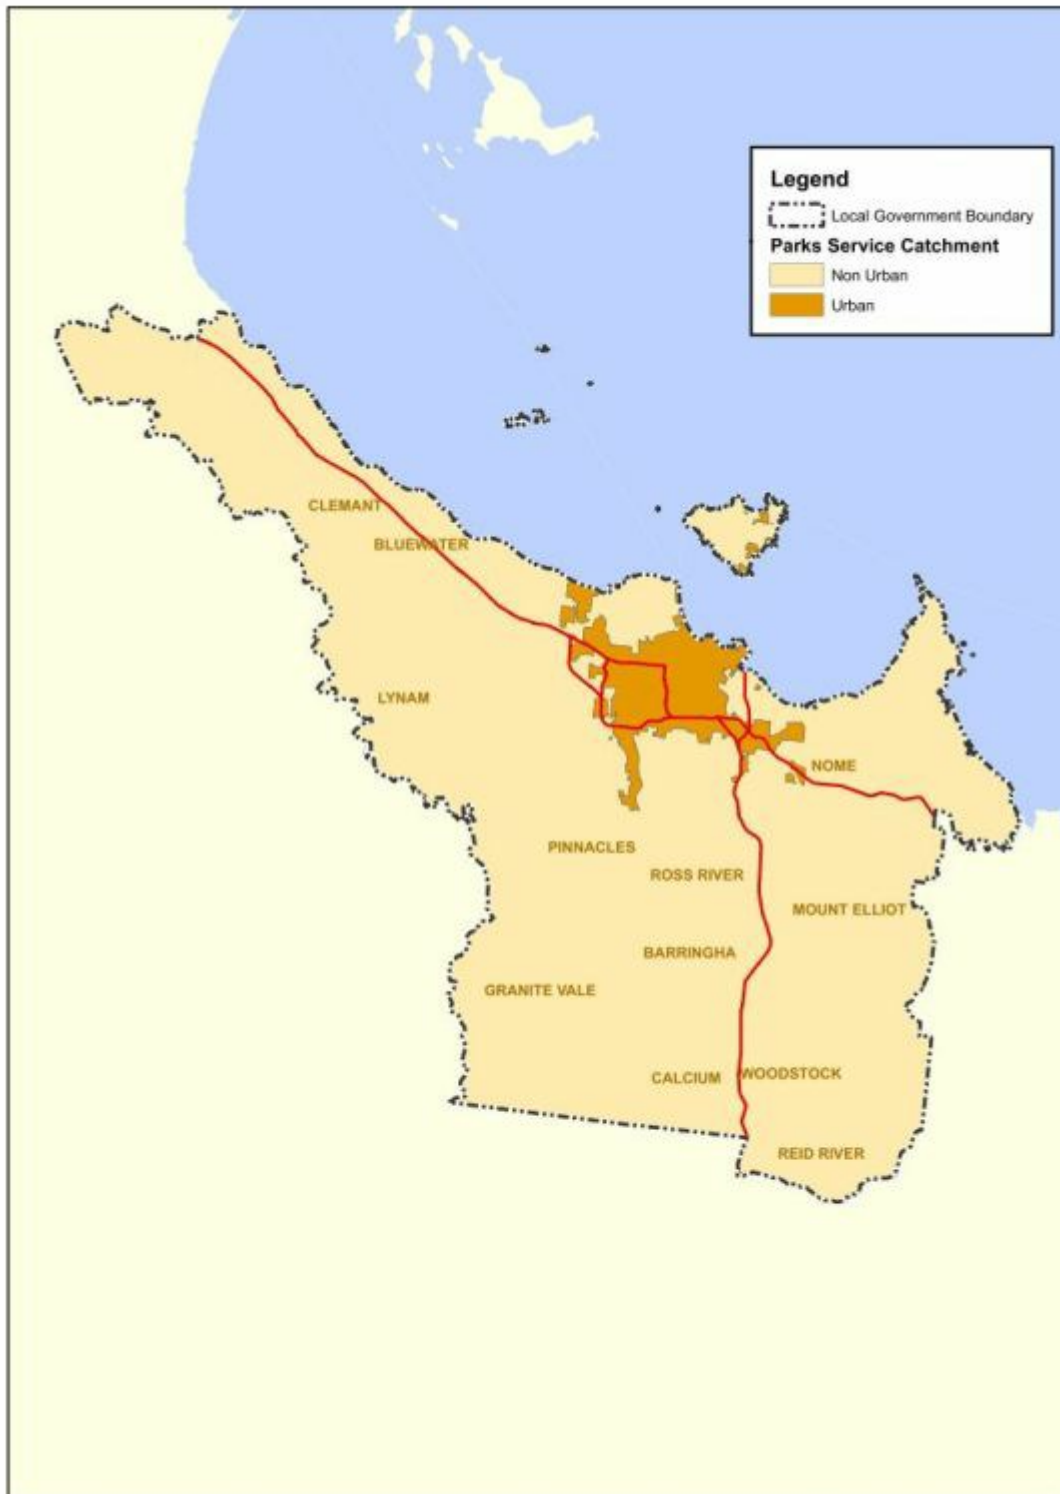 Legend
Local Government Boundary
Parks Service Catchment
Non Urban
Urban
CLEMANT
BLUEWATER
LYNAM
NOME
PINNACLES
ROSS RIVER
MOUNT ELLIOT
BARRINGHA
GRANITE VALE
CALCIUM
WOODSTOCK
REID RIVER